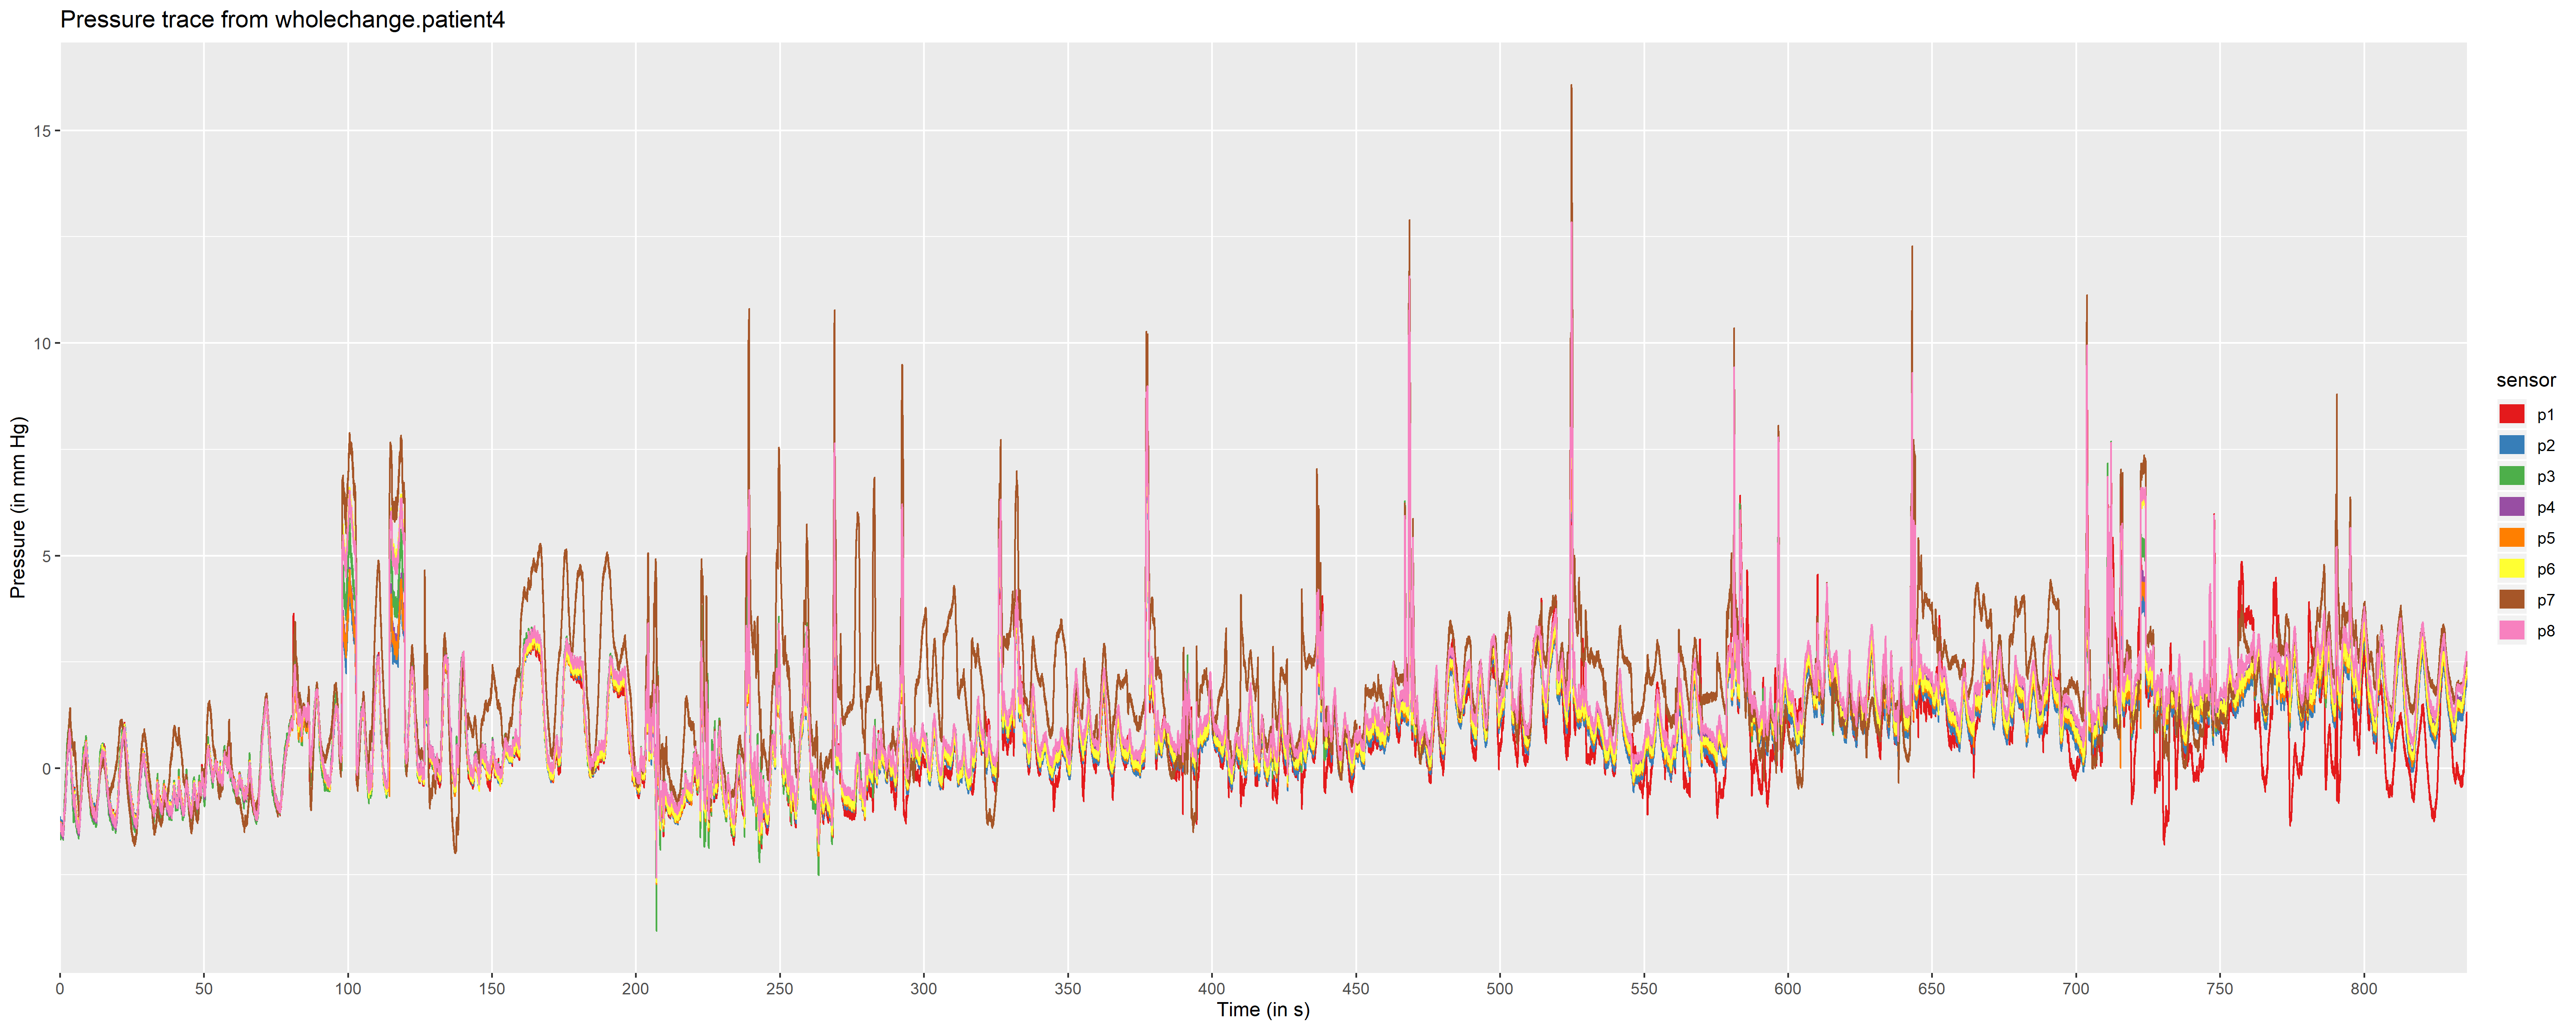 Pressure trace from wholechange.patient4
Pressure (in mm Hg)
15
10
5
0
0 50 100 150 200 250 300 350 400 450 500 550 600 650 700 750 800
Time (in s)
sensor
p1
p2
p3
p4
p5
p6
p7
p8